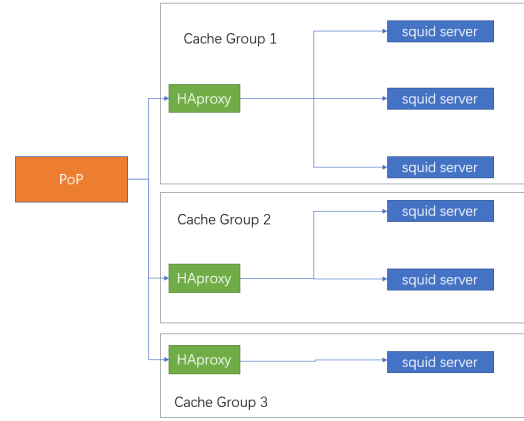 Cache Group 1
squid server
HAproxy
squid server
squid server
PoP
Cache Group 2
squid server
HAproxy
squid server
HAproxy
squid server
Cache Group 3